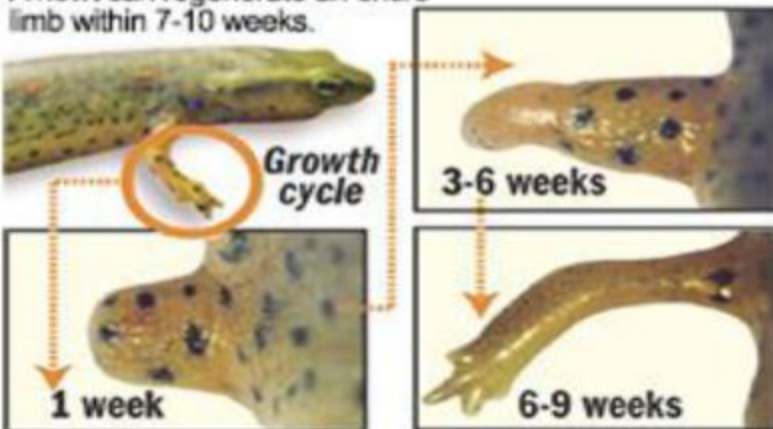 limb within 7-10 weeks.
Growth
cycle
3-6 weeks
1 week
6-9 weeks